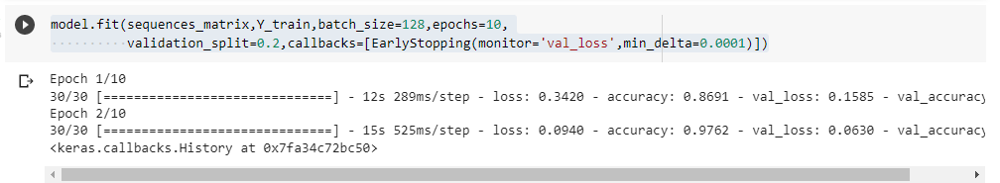 model.fit(sequences_matrix,Y_train,batch_size=128,epochs=10,
validation_split=0.2,callbacks=[EarlyStopping(monitor='val_loss',min_delta=0.0001)])
Epoch 1/10
30/30 [==============================] - 12s 289ms/step - loss: 0.3420 - accuracy: 0.8691 - val_loss: 0.1585 - val_accuracy
Epoch 2/10
30/30 [==============================] - 15s 525ms/step - loss: 0.0940 - accuracy: 0.9762 - val_loss: 0.0630 - val_accuracy
<keras.callbacks.History at 0x7fa34c72bc50>